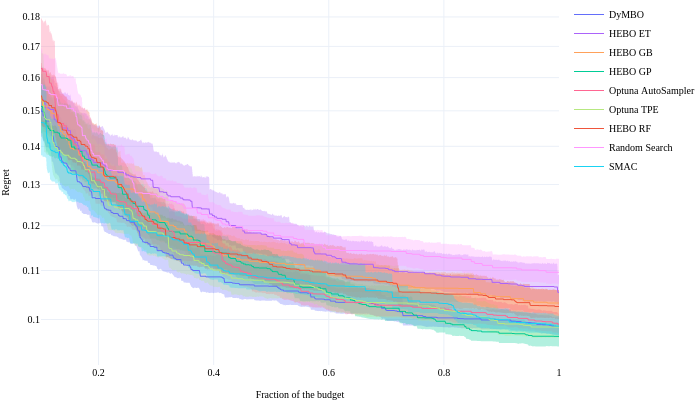 0.18
0.17
0.16
0.15
0.14
0.13
0.12
0.11
0.1
Regret
0.2
0.4
0.6
0.8
1
Fraction of the budget
DyMBO
HEBO ET
HEBO GB
HEBO GP
Optuna AutoSampler
Optuna TPE
HEBO RF
Random Search
SMAC